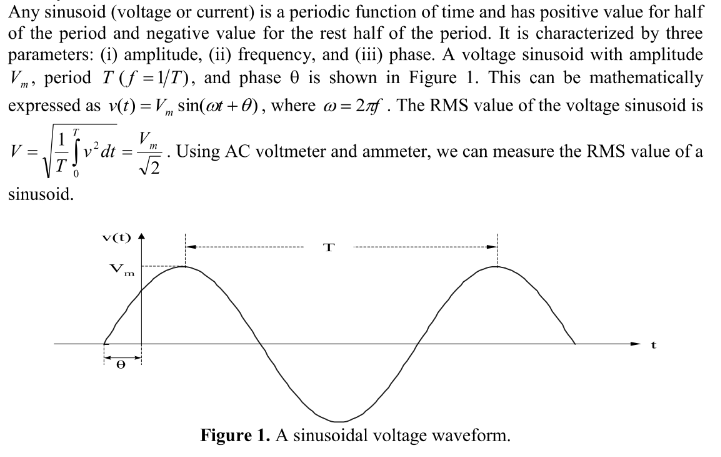 Any sinusoid (voltage or current) is a periodic function of time and has positive value for half
of the period and negative value for the rest half of the period. It is characterized by three
parameters: (i) amplitude, (ii) frequency, and (iii) phase. A voltage sinusoid with amplitude
V_m, period T (f = 1/T), and phase θ is shown in Figure 1. This can be mathematically
expressed as v(t) = V_m sin(ωt + θ), where ω = 2πf. The RMS value of the voltage sinusoid is
V = √(1/T ∫₀ᵀ v² dt) = V_m/√2. Using AC voltmeter and ammeter, we can measure the RMS value of a
sinusoid.
v(t)
T
V_m
t
θ
Figure 1. A sinusoidal voltage waveform.